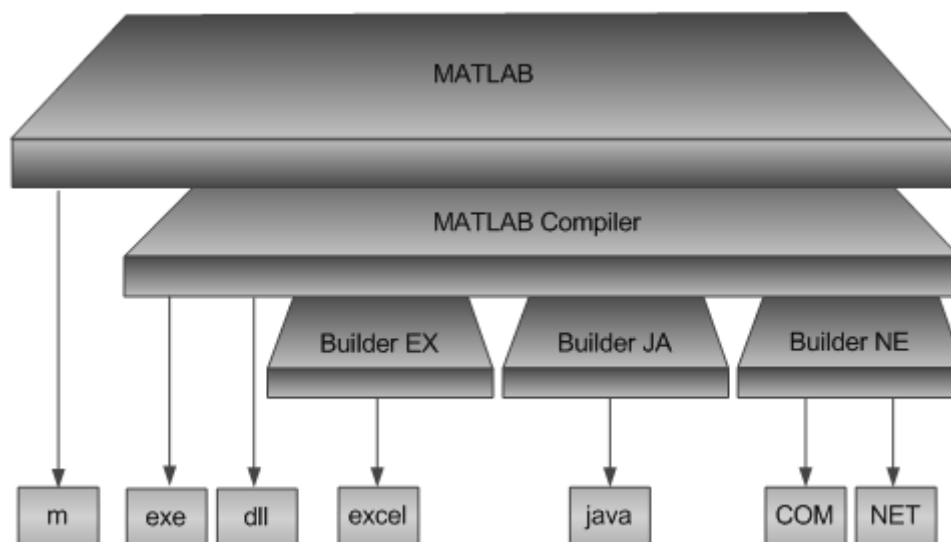 MATLAB
MATLAB Compiler
Builder EX
Builder JA
Builder NE
m
exe
dll
excel
java
COM
NET